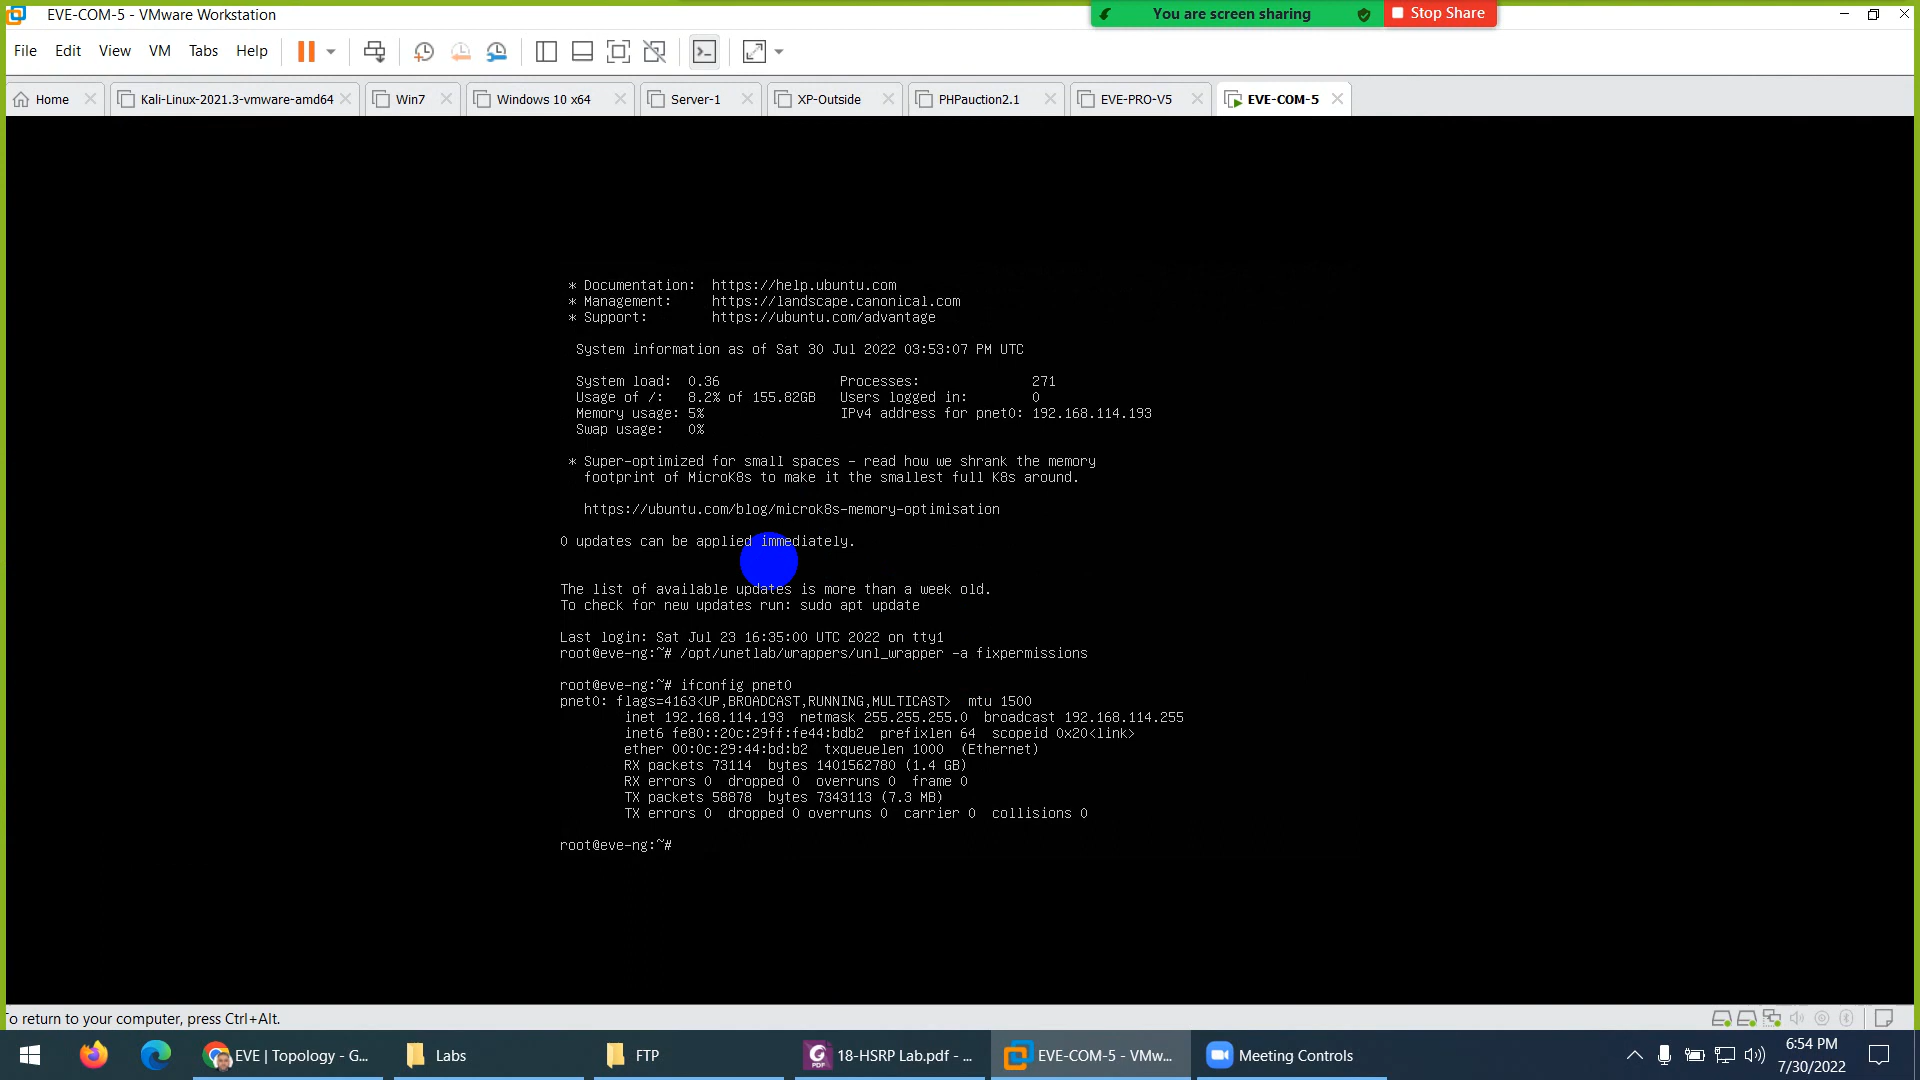 EVE-COM-5 - VMware Workstation
You are screen sharing
Stop Share
File Edit View VM Tabs Help
Home
Kali-Linux-2021.3-vmware-amd64
Win7
Windows 10 x64
Server-1
XP-Outside
PHPauction2.1
EVE-PRO-V5
EVE-COM-5
* Documentation: https://help.ubuntu.com
* Management: https://landscape.canonical.com
* Support: https://ubuntu.com/advantage
System information as of Sat 30 Jul 2022 03:53:07 PM UTC
System load: 0.36 Processes: 271
Usage of /: 8.2% of 155.82GB Users logged in: 0
Memory usage: 5% IPv4 address for pnet0: 192.168.114.193
Swap usage: 0%
* Super-optimized for small spaces - read how we shrank the memory
footprint of MicroK8s to make it the smallest full K8s around.
https://ubuntu.com/blog/microk8s-memory-optimisation
0 updates can be applied immediately.
The list of available updates is more than a week old.
To check for new updates run: sudo apt update
Last login: Sat Jul 23 16:35:00 UTC 2022 on tty1
root@eve-ng:~# /opt/unetlab/wrappers/unl_wrapper -a fixpermissions
root@eve-ng:~# ifconfig pnet0
pnet0: flags=4163<UP,BROADCAST,RUNNING,MULTICAST> mtu 1500
inet 192.168.114.193 netmask 255.255.255.0 broadcast 192.168.114.255
inet6 fe80::20c:29ff:fe44:bdb2 prefixlen 64 scopeid 0x20<link>
ether 00:0c:29:44:bd:b2 txqueuelen 1000 (Ethernet)
RX packets 73114 bytes 1401562780 (1.4 GB)
RX errors 0 dropped 0 overruns 0 frame 0
TX packets 58878 bytes 7343113 (7.3 MB)
TX errors 0 dropped 0 overruns 0 carrier 0 collisions 0
root@eve-ng:~#
To return to your computer, press Ctrl+Alt.
EVE | Topology - G...
Labs
FTP
PDF
18-HSRP Lab.pdf - ...
EVE-COM-5 - VMw...
Meeting Controls
6:54 PM
7/30/2022